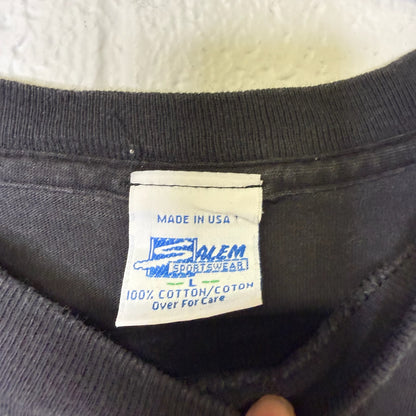 MADE IN USA
SALEM
SPORTSWEAR
L
100% COTTON/COTON
Over For Care